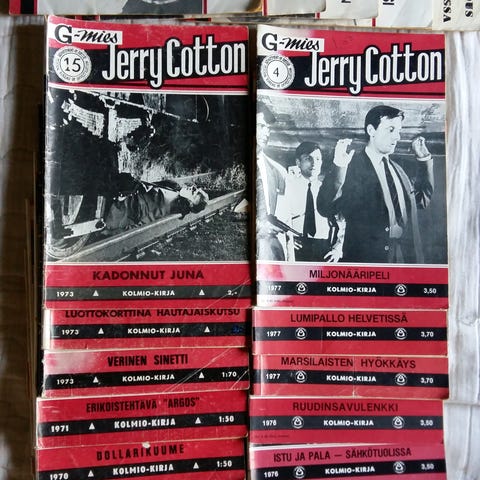 G-mies
Jerry Cotton
15
KADONNUT JUNA
1973 KOLMIO-KIRJA 2,-
LUOTTOKORTTINA HAUTAJAISKUTSU
1973 KOLMIO-KIRJA
VERINEN SINETTI
1973 KOLMIO-KIRJA 1:70
ERIKOISTEHTÄVÄ "ARGOS"
1971 KOLMIO-KIRJA 1:50
DOLLARIKUUME
1970 KOLMIO-KIRJA 1:50
G-mies
Jerry Cotton
4
MILJONÄÄRIPELI
1977 KOLMIO-KIRJA 3,50
LUMIPALLO HELVETISSÄ
1977 KOLMIO-KIRJA 3,70
MARSILAISTEN HYÖKKÄYS
1977 KOLMIO-KIRJA 3,70
RUUDINSAVULENKKI
1976 KOLMIO-KIRJA 3,50
ISTU JA PALA – SÄHKÖTUOLISSA
1976 KOLMIO-KIRJA 3,50